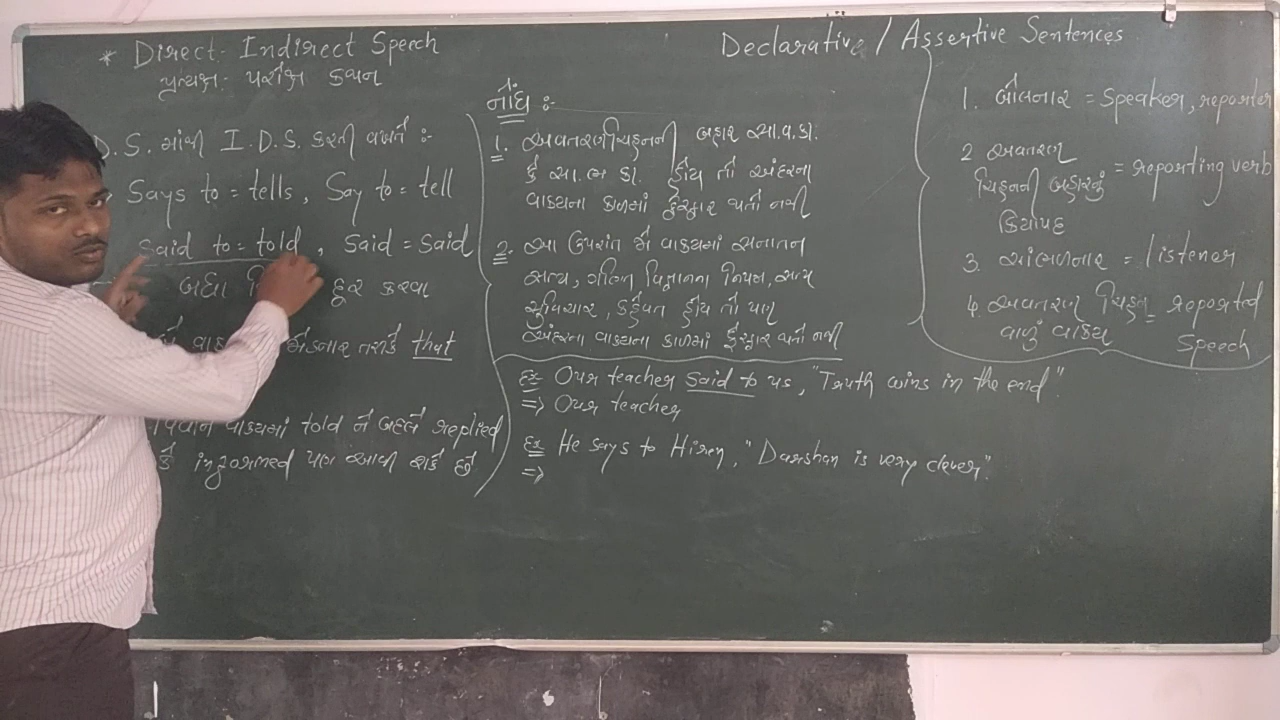 * Direct - Indirect Speech
પ્રત્યક્ષ - પરોક્ષ કથન
Declarative / Assertive Sentences
D.S. માંથી I.D.S. કરતી વખતે :-
Says to = tells, Say to = tell
Said to = told, Said = Said
બધા દૂર કરવા
જોડનાર તરીકે that
વિધાન વાક્યમાં told ને બદલે replied
કે informed પણ આવી શકે છે.
નોંધ :-
1. અવતરણચિહ્નની બહાર સા.વ.કા.
કે સા.ભ.કા. હોય તો અંદરના
વાક્યના કાળમાં ફેરફાર થતો નથી
2. આ ઉપરાંત જો વાક્યમાં સનાતન
સત્ય, ગણિત વિજ્ઞાનના નિયમ,
સુવિચાર, કહેવત હોય તો પણ
અંદરના વાક્યના કાળમાં ફેરફાર થતો નથી
Ex- Our teacher said to us, "Truth wins in the end"
=> Our teacher
Ex He says to Hiren, "Darshan is very clever".
=>
1. બોલનાર = Speaker, reporter
2 અવતરણ
ચિહ્નની બહારનું = reporting verb
ક્રિયાપદ
3. સાંભળનાર = listener
4. અવતરણ ચિહ્ન = reported
વાળું વાક્ય Speech